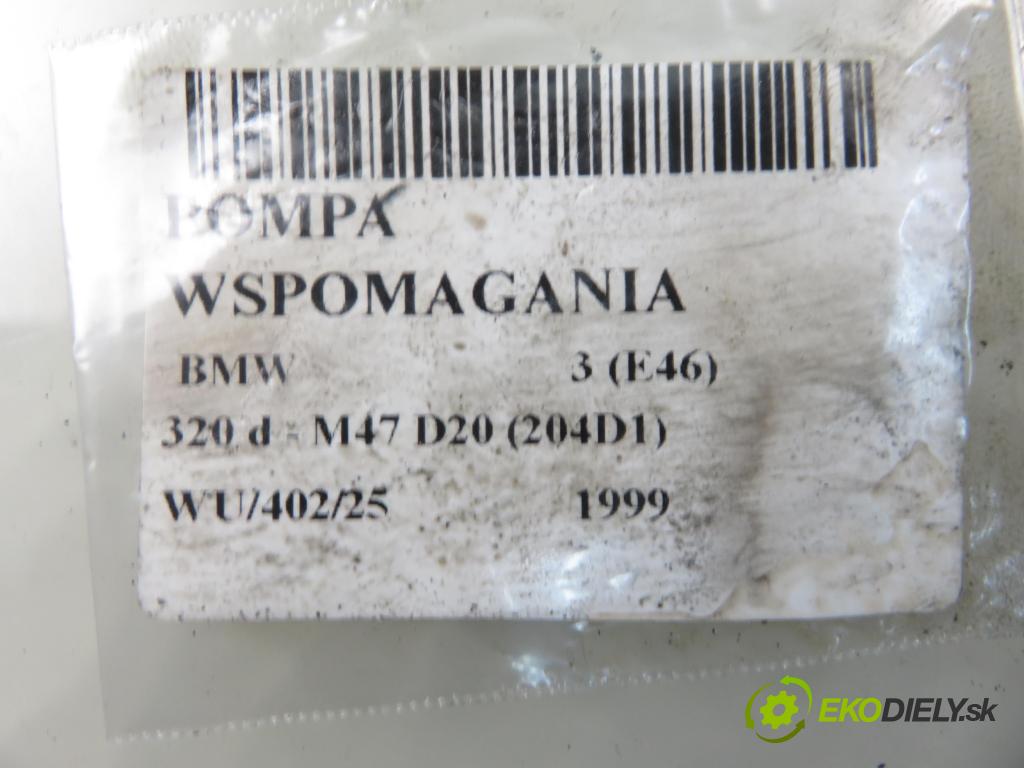 POMPA
WSPOMAGANIA
BMW 3 (E46)
320 d - M47 D20 (204D1)
WU/402/25 1999
EKODIELY.sk